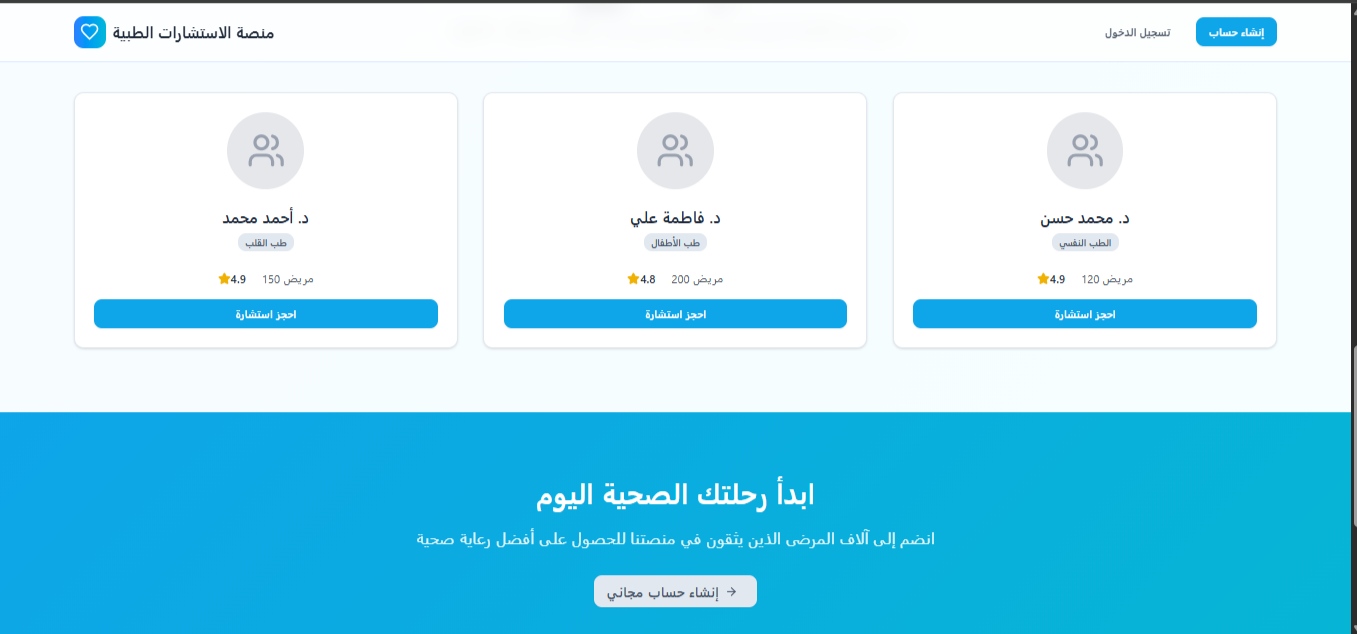 منصة الاستشارات الطبية
تسجيل الدخول
إنشاء حساب
د. أحمد محمد
طب القلب
4.9
150 مريض
احجز استشارة
د. فاطمة علي
طب الأطفال
4.8
200 مريض
احجز استشارة
د. محمد حسن
الطب النفسي
4.9
120 مريض
احجز استشارة
ابدأ رحلتك الصحية اليوم
انضم إلى آلاف المرضى الذين يثقون في منصتنا للحصول على أفضل رعاية صحية
إنشاء حساب مجاني